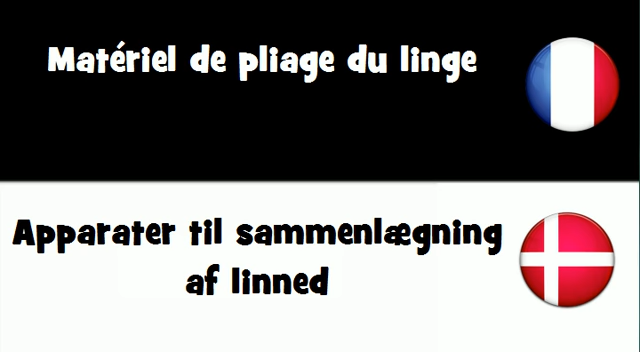 Matériel de pliage du linge
Apparater til sammenlægning
af linned